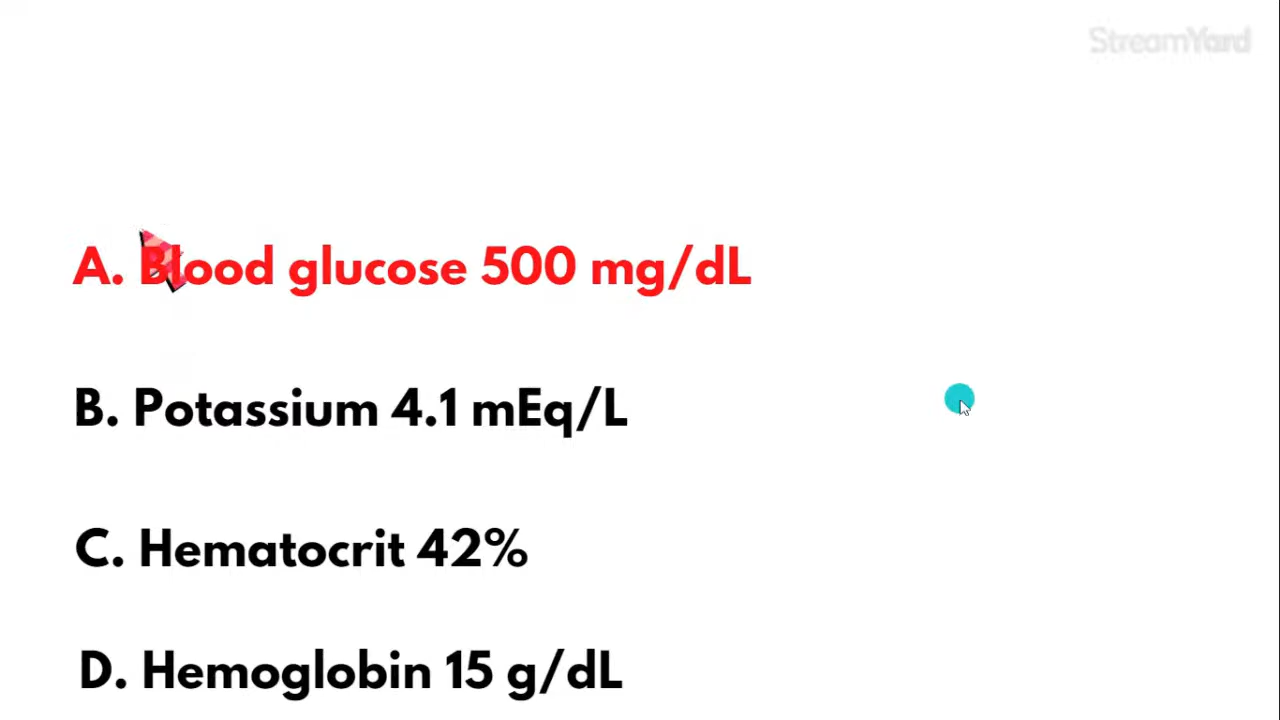 StreamYard
A. Blood glucose 500 mg/dL
B. Potassium 4.1 mEq/L
C. Hematocrit 42%
D. Hemoglobin 15 g/dL